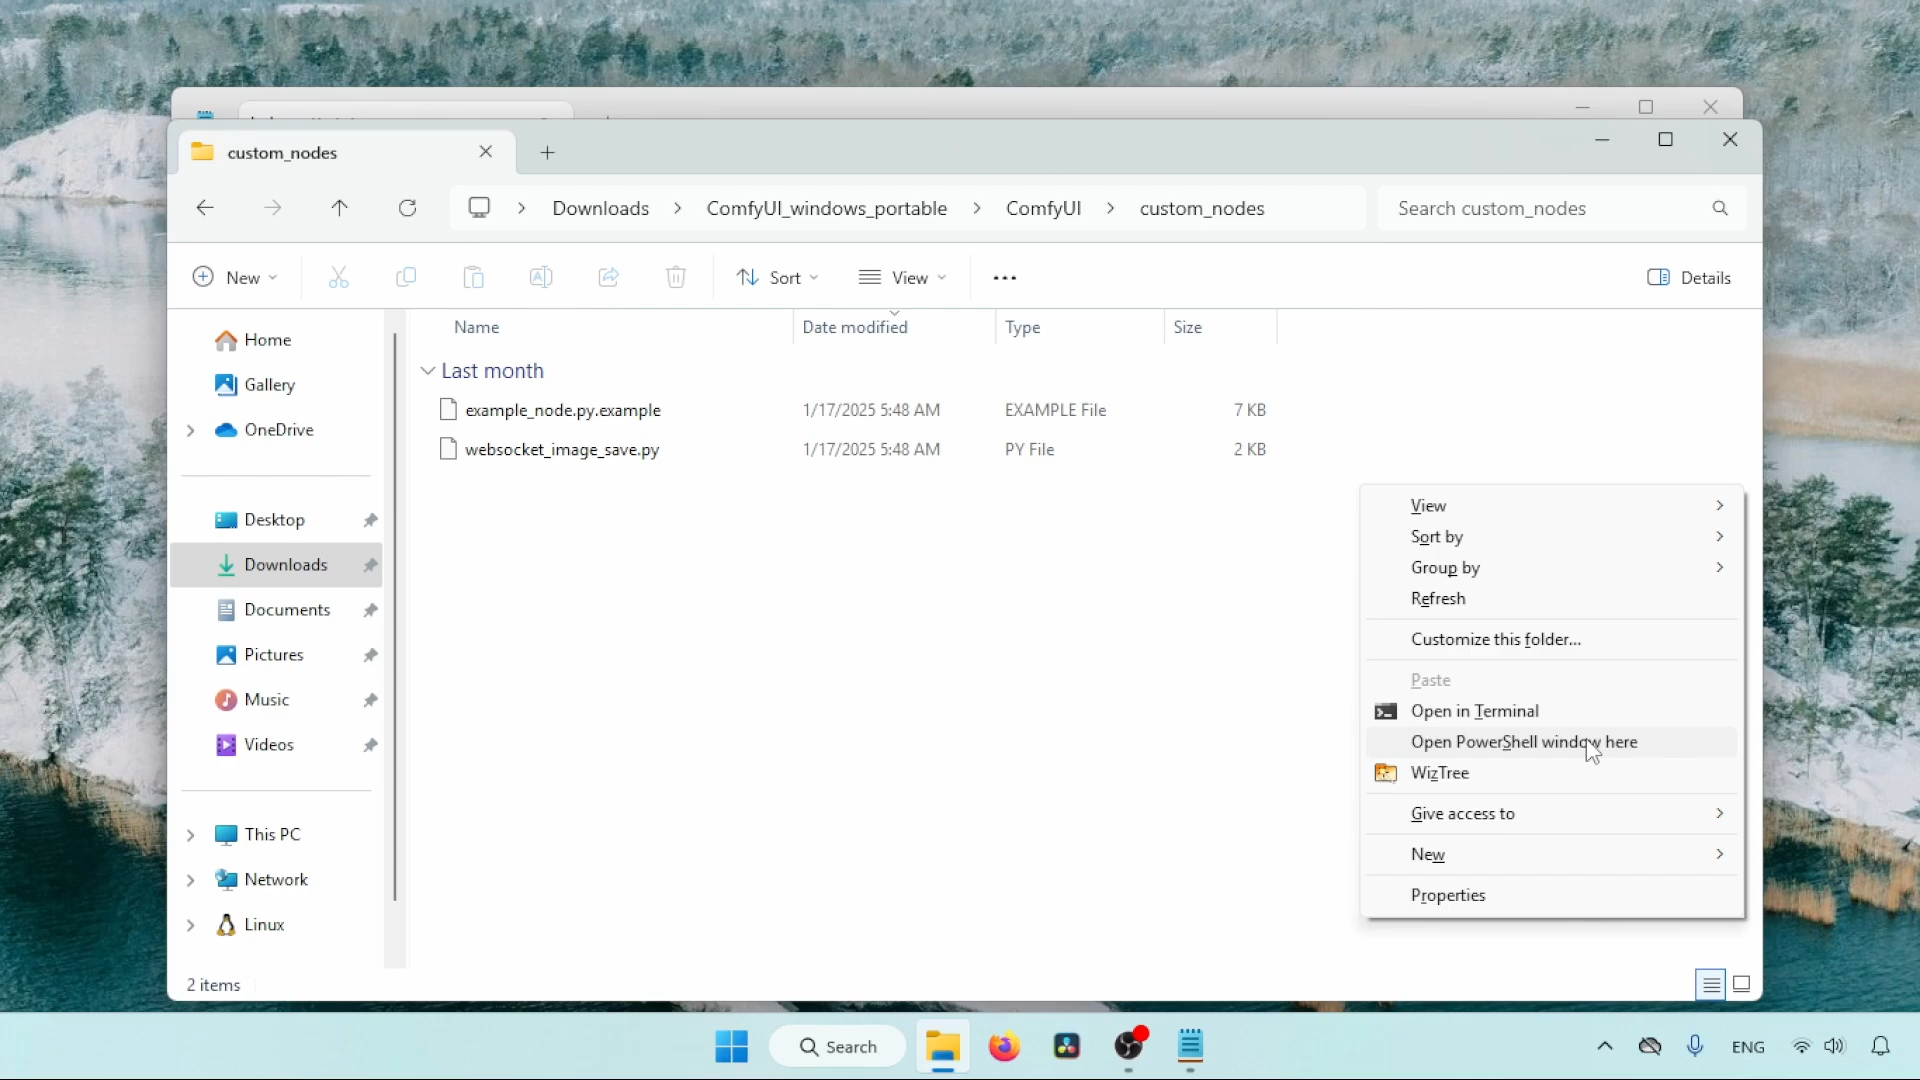 custom_nodes
Downloads
ComfyUI_windows_portable
ComfyUI
custom_nodes
Search custom_nodes
New
Sort
View
Details
Name
Date modified
Type
Size
Last month
example_node.py.example 1/17/2025 5:48 AM EXAMPLE File 7 KB
websocket_image_save.py 1/17/2025 5:48 AM PY File 2 KB
Home
Gallery
OneDrive
Desktop
Downloads
Documents
Pictures
Music
Videos
This PC
Network
Linux
View
Sort by
Group by
Refresh
Customize this folder...
Paste
Open in Terminal
Open PowerShell window here
WizTree
Give access to
New
Properties
2 items
Search
ENG